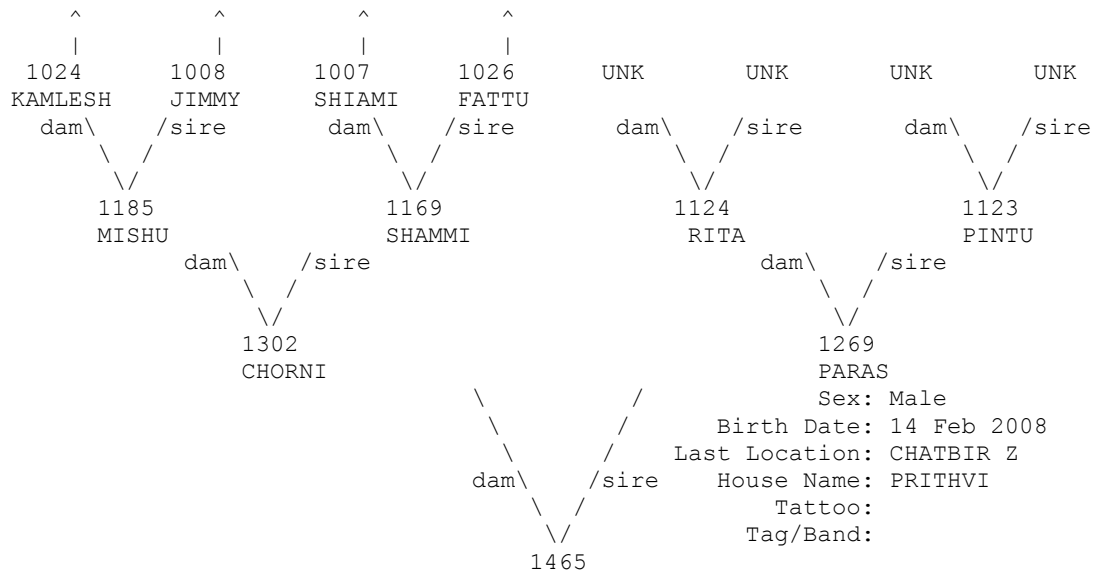 ^ ^ ^ ^
| | | |
1024 1008 1007 1026 UNK UNK UNK UNK
KAMLESH JIMMY SHIAMI FATTU
dam\ /sire dam\ /sire dam\ /sire dam\ /sire
\ / \ / \ / \ /
\/ \/ \/ \/
1185 1169 1124 1123
MISHU SHAMMI RITA PINTU
dam\ /sire dam\ /sire
\ / \ /
\/ \/
1302 1269
CHORNI PARAS
\ / Sex: Male
\ / Birth Date: 14 Feb 2008
\ / Last Location: CHATBIR Z
dam\ /sire House Name: PRITHVI
\ / Tattoo:
\/ Tag/Band:
1465